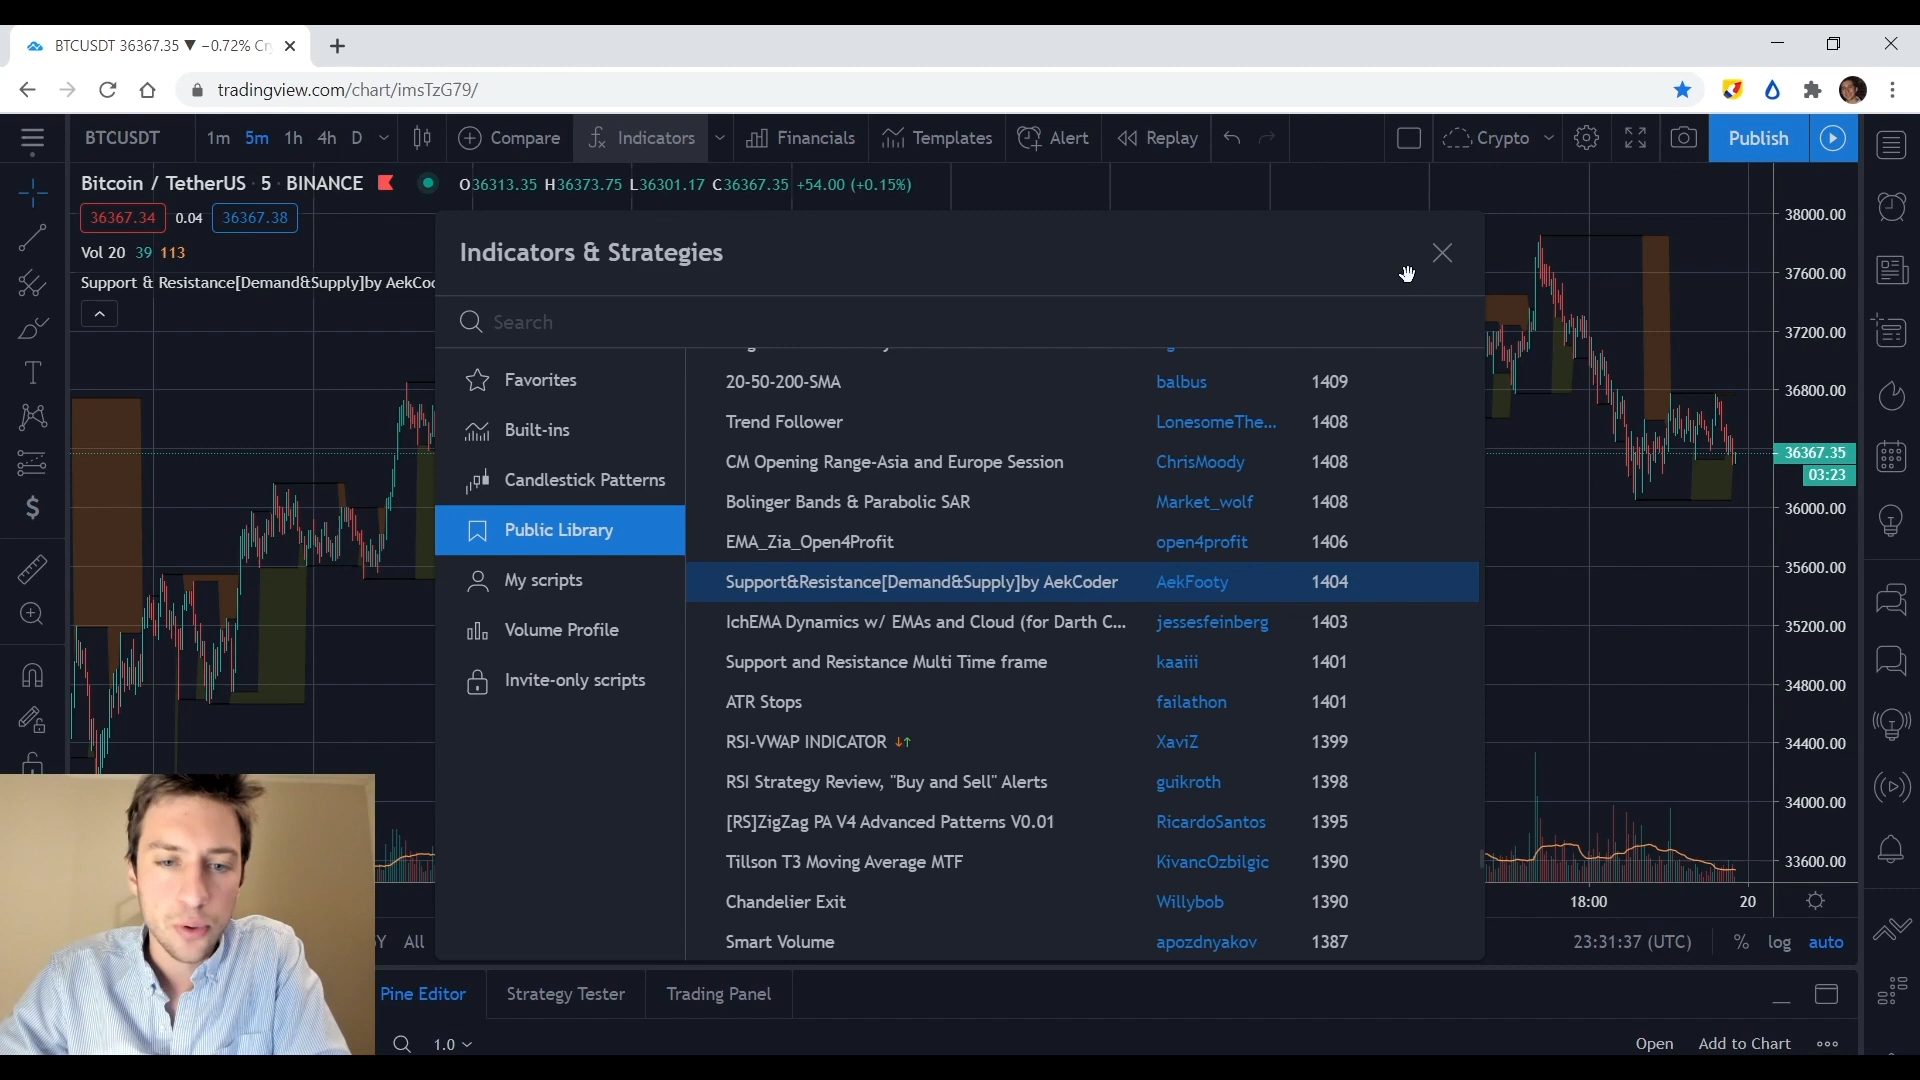 BTCUSDT 36367.35 ▼ −0.72%
tradingview.com/chart/imsTzG79/
BTCUSDT 1m 5m 1h 4h D Compare Indicators Financials Templates Alert Replay Crypto Publish
Bitcoin / TetherUS · 5 · BINANCE O36313.35 H36373.75 L36301.17 C36367.35 +54.00 (+0.15%)
36367.34 0.04 36367.38
Vol 20 39 113
Support & Resistance[Demand&Supply]by AekCo
Indicators & Strategies
Search
Favorites
Built-ins
Candlestick Patterns
Public Library
My scripts
Volume Profile
Invite-only scripts
20-50-200-SMA balbus 1409
Trend Follower LonesomeThe... 1408
CM Opening Range-Asia and Europe Session ChrisMoody 1408
Bolinger Bands & Parabolic SAR Market_wolf 1408
EMA_Zia_Open4Profit open4profit 1406
Support&Resistance[Demand&Supply]by AekCoder AekFooty 1404
IchEMA Dynamics w/ EMAs and Cloud (for Darth C... jessesfeinberg 1403
Support and Resistance Multi Time frame kaaiii 1401
ATR Stops failathon 1401
RSI-VWAP INDICATOR ↓↑ XaviZ 1399
RSI Strategy Review, "Buy and Sell" Alerts guikroth 1398
[RS]ZigZag PA V4 Advanced Patterns V0.01 RicardoSantos 1395
Tillson T3 Moving Average MTF KivancOzbilgic 1390
Chandelier Exit Willybob 1390
Smart Volume apozdnyakov 1387
38000.00
37600.00
37200.00
36800.00
36367.35
03:23
36000.00
35600.00
35200.00
34800.00
34400.00
34000.00
33600.00
18:00 20
Y All 23:31:37 (UTC) % log auto
Pine Editor Strategy Tester Trading Panel
1.0 Open Add to Chart